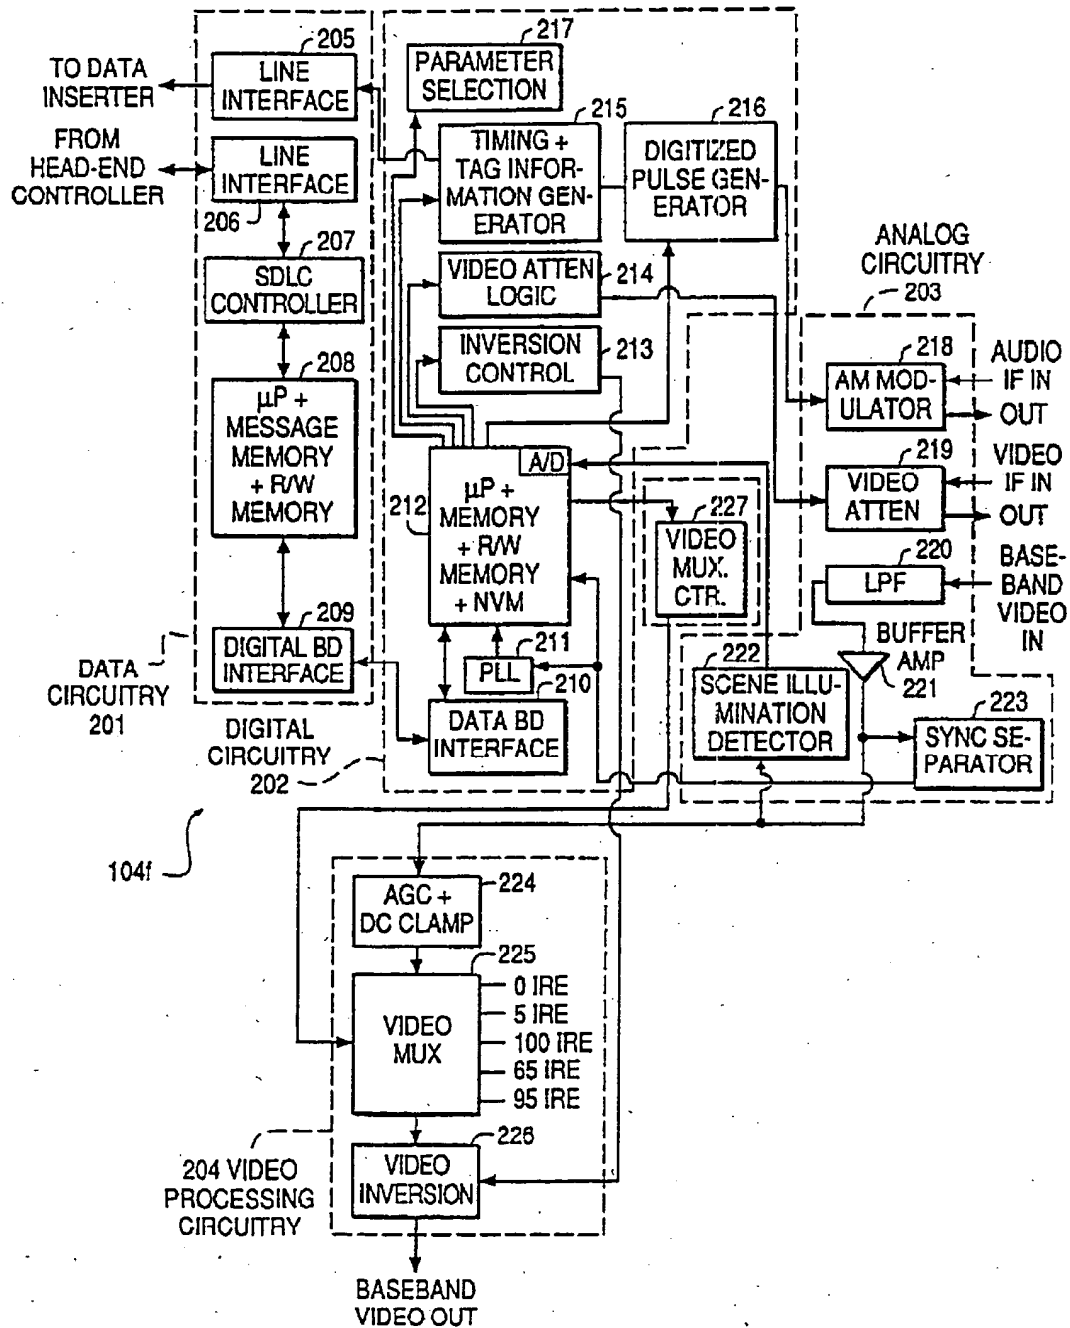 205
LINE
INTERFACE
TO DATA
INSERTER
FROM
HEAD-END
CONTROLLER
LINE
INTERFACE
206
207
SDLC
CONTROLLER
208
µP +
MESSAGE
MEMORY
+ R/W
MEMORY
209
DIGITAL BD
INTERFACE
DATA
CIRCUITRY
201
DIGITAL
CIRCUITRY
202
217
PARAMETER
SELECTION
215
TIMING +
TAG INFOR-
MATION GEN-
ERATOR
216
DIGITIZED
PULSE GEN-
ERATOR
VIDEO ATTEN
LOGIC
214
INVERSION
CONTROL
213
A/D
212
µP +
MEMORY
+ R/W
MEMORY
+ NVM
227
VIDEO
MUX.
CTR.
211
PLL
210
DATA BD
INTERFACE
ANALOG
CIRCUITRY
203
218
AM MOD-
ULATOR
AUDIO
IF IN
OUT
219
VIDEO
ATTEN
VIDEO
IF IN
OUT
220
LPF
BASE-
BAND
VIDEO
IN
BUFFER
AMP
221
222
SCENE ILLU-
MINATION
DETECTOR
223
SYNC SE-
PARATOR
104f
224
AGC +
DC CLAMP
225
VIDEO
MUX
0 IRE
5 IRE
100 IRE
65 IRE
95 IRE
226
VIDEO
INVERSION
204 VIDEO
PROCESSING
CIRCUITRY
BASEBAND
VIDEO OUT